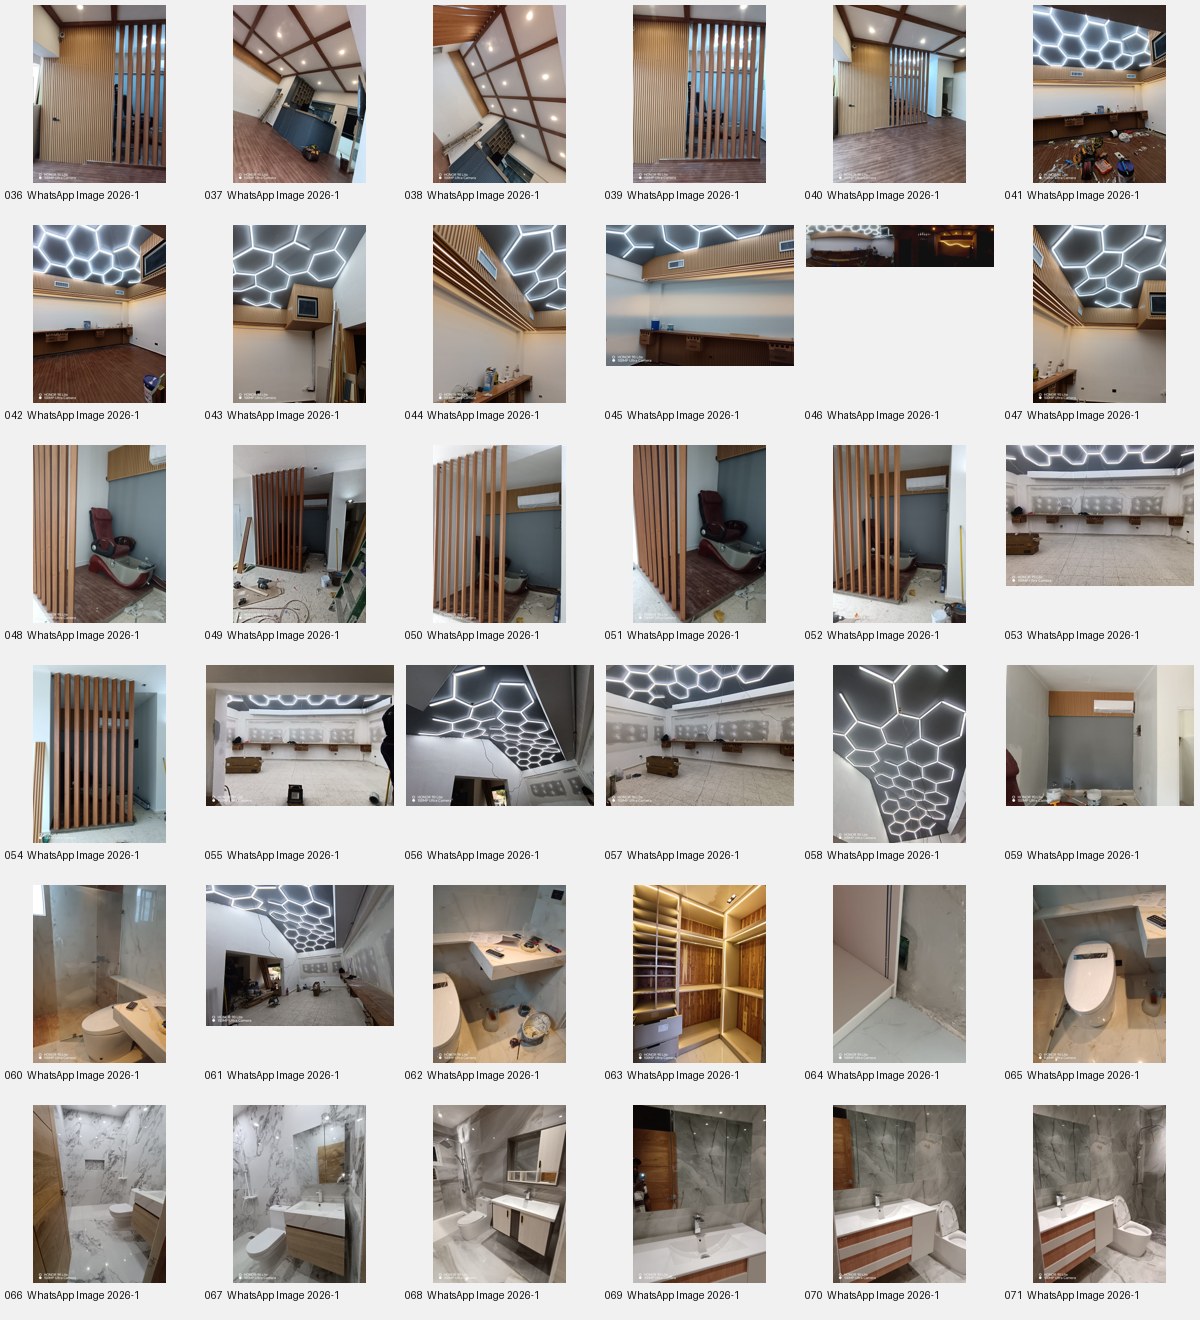 036 WhatsApp Image 2026-1
037 WhatsApp Image 2026-1
038 WhatsApp Image 2026-1
039 WhatsApp Image 2026-1
040 WhatsApp Image 2026-1
041 WhatsApp Image 2026-1
042 WhatsApp Image 2026-1
043 WhatsApp Image 2026-1
044 WhatsApp Image 2026-1
045 WhatsApp Image 2026-1
046 WhatsApp Image 2026-1
047 WhatsApp Image 2026-1
048 WhatsApp Image 2026-1
049 WhatsApp Image 2026-1
050 WhatsApp Image 2026-1
051 WhatsApp Image 2026-1
052 WhatsApp Image 2026-1
053 WhatsApp Image 2026-1
054 WhatsApp Image 2026-1
055 WhatsApp Image 2026-1
056 WhatsApp Image 2026-1
057 WhatsApp Image 2026-1
058 WhatsApp Image 2026-1
059 WhatsApp Image 2026-1
060 WhatsApp Image 2026-1
061 WhatsApp Image 2026-1
062 WhatsApp Image 2026-1
063 WhatsApp Image 2026-1
064 WhatsApp Image 2026-1
065 WhatsApp Image 2026-1
066 WhatsApp Image 2026-1
067 WhatsApp Image 2026-1
068 WhatsApp Image 2026-1
069 WhatsApp Image 2026-1
070 WhatsApp Image 2026-1
071 WhatsApp Image 2026-1